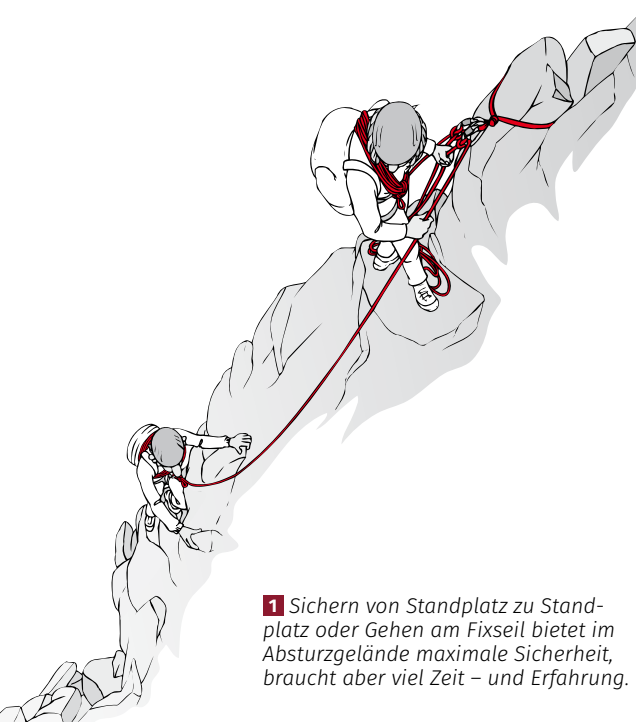 1 Sichern von Standplatz zu Stand-
platz oder Gehen am Fixseil bietet im
Absturzgelände maximale Sicherheit,
braucht aber viel Zeit – und Erfahrung.